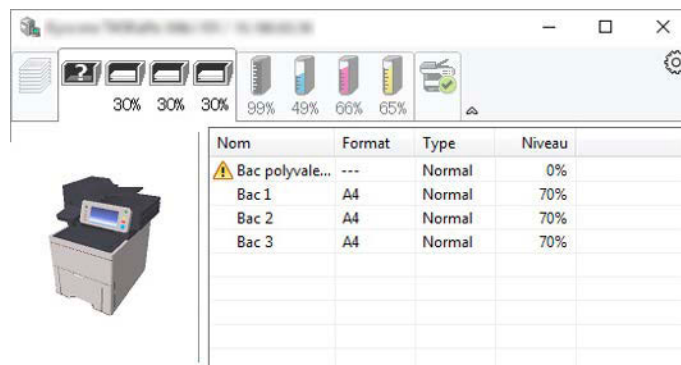 30% 30% 30% 99% 49% 66% 65%
Nom Format Type Niveau
Bac polyvale... --- Normal 0%
Bac 1 A4 Normal 70%
Bac 2 A4 Normal 70%
Bac 3 A4 Normal 70%